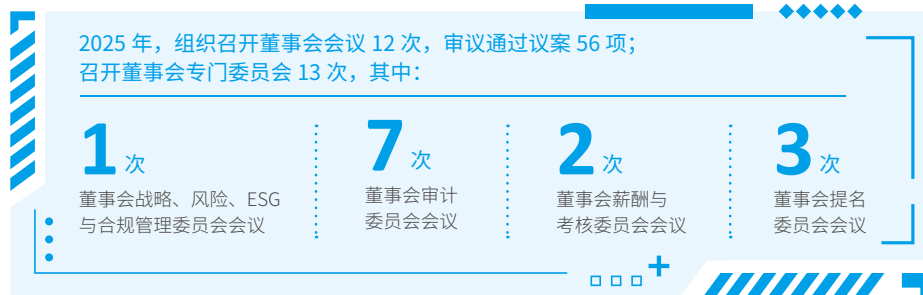 2025 年，组织召开董事会会议 12 次，审议通过议案 56 项；
召开董事会专门委员会 13 次，其中：
1 次
董事会战略、风险、ESG
与合规管理委员会会议
7 次
董事会审计
委员会会议
2 次
董事会薪酬与
考核委员会会议
3 次
董事会提名
委员会会议